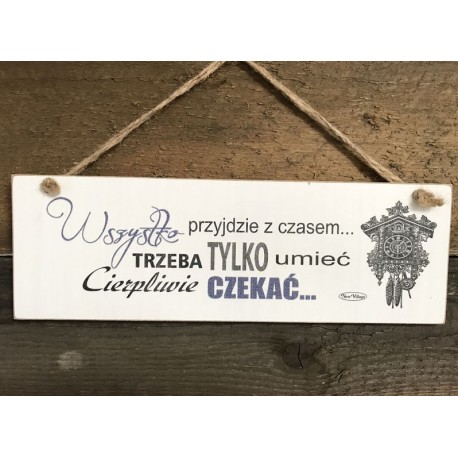 Wszystko przyjdzie z czasem...
TRZEBA TYLKO umieć
Cierpliwie CZEKAĆ...